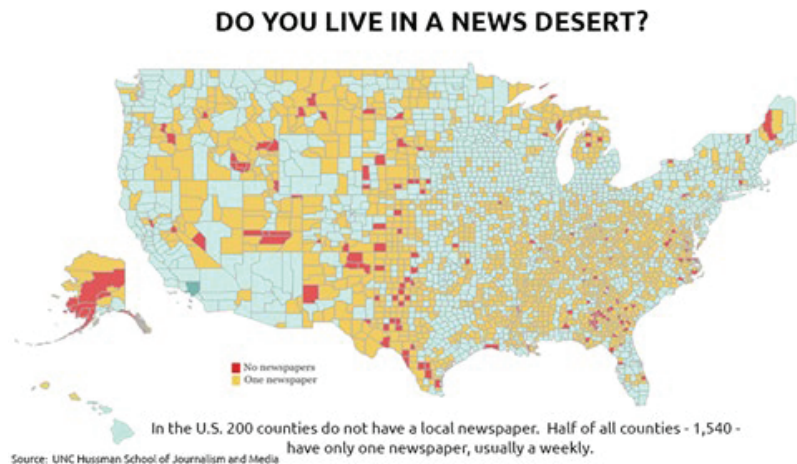 DO YOU LIVE IN A NEWS DESERT?
No newspapers
One newspaper
In the U.S. 200 counties do not have a local newspaper. Half of all counties - 1,540 -
have only one newspaper, usually a weekly.
Source: UNC Hussman School of Journalism and Media